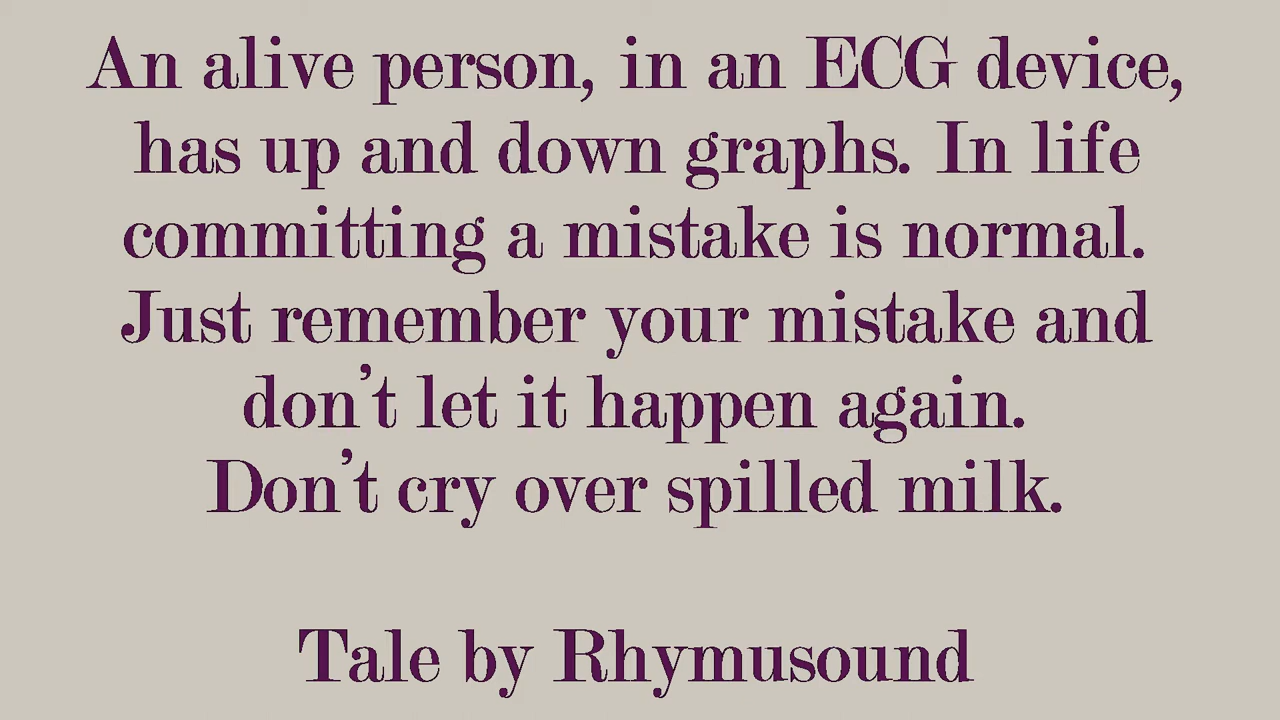 An alive person, in an ECG device,
has up and down graphs. In life
committing a mistake is normal.
Just remember your mistake and
don't let it happen again.
Don't cry over spilled milk.
Tale by Rhymusound